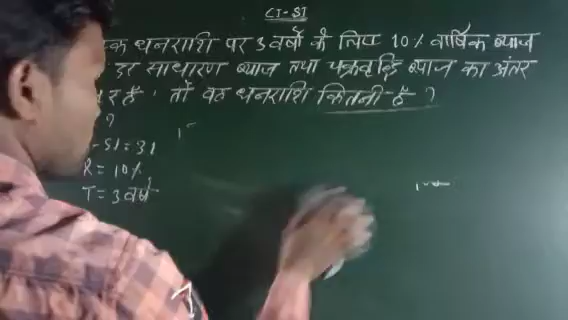 CI-SI
एक धनराशि पर 3 वर्षों के लिए 10% वार्षिक ब्याज
दर साधारण ब्याज तथा चक्रवृद्धि ब्याज का अंतर
तो वह धनराशि कितनी है ?
?
-SI = 31
R = 10%
T = 3 वर्ष